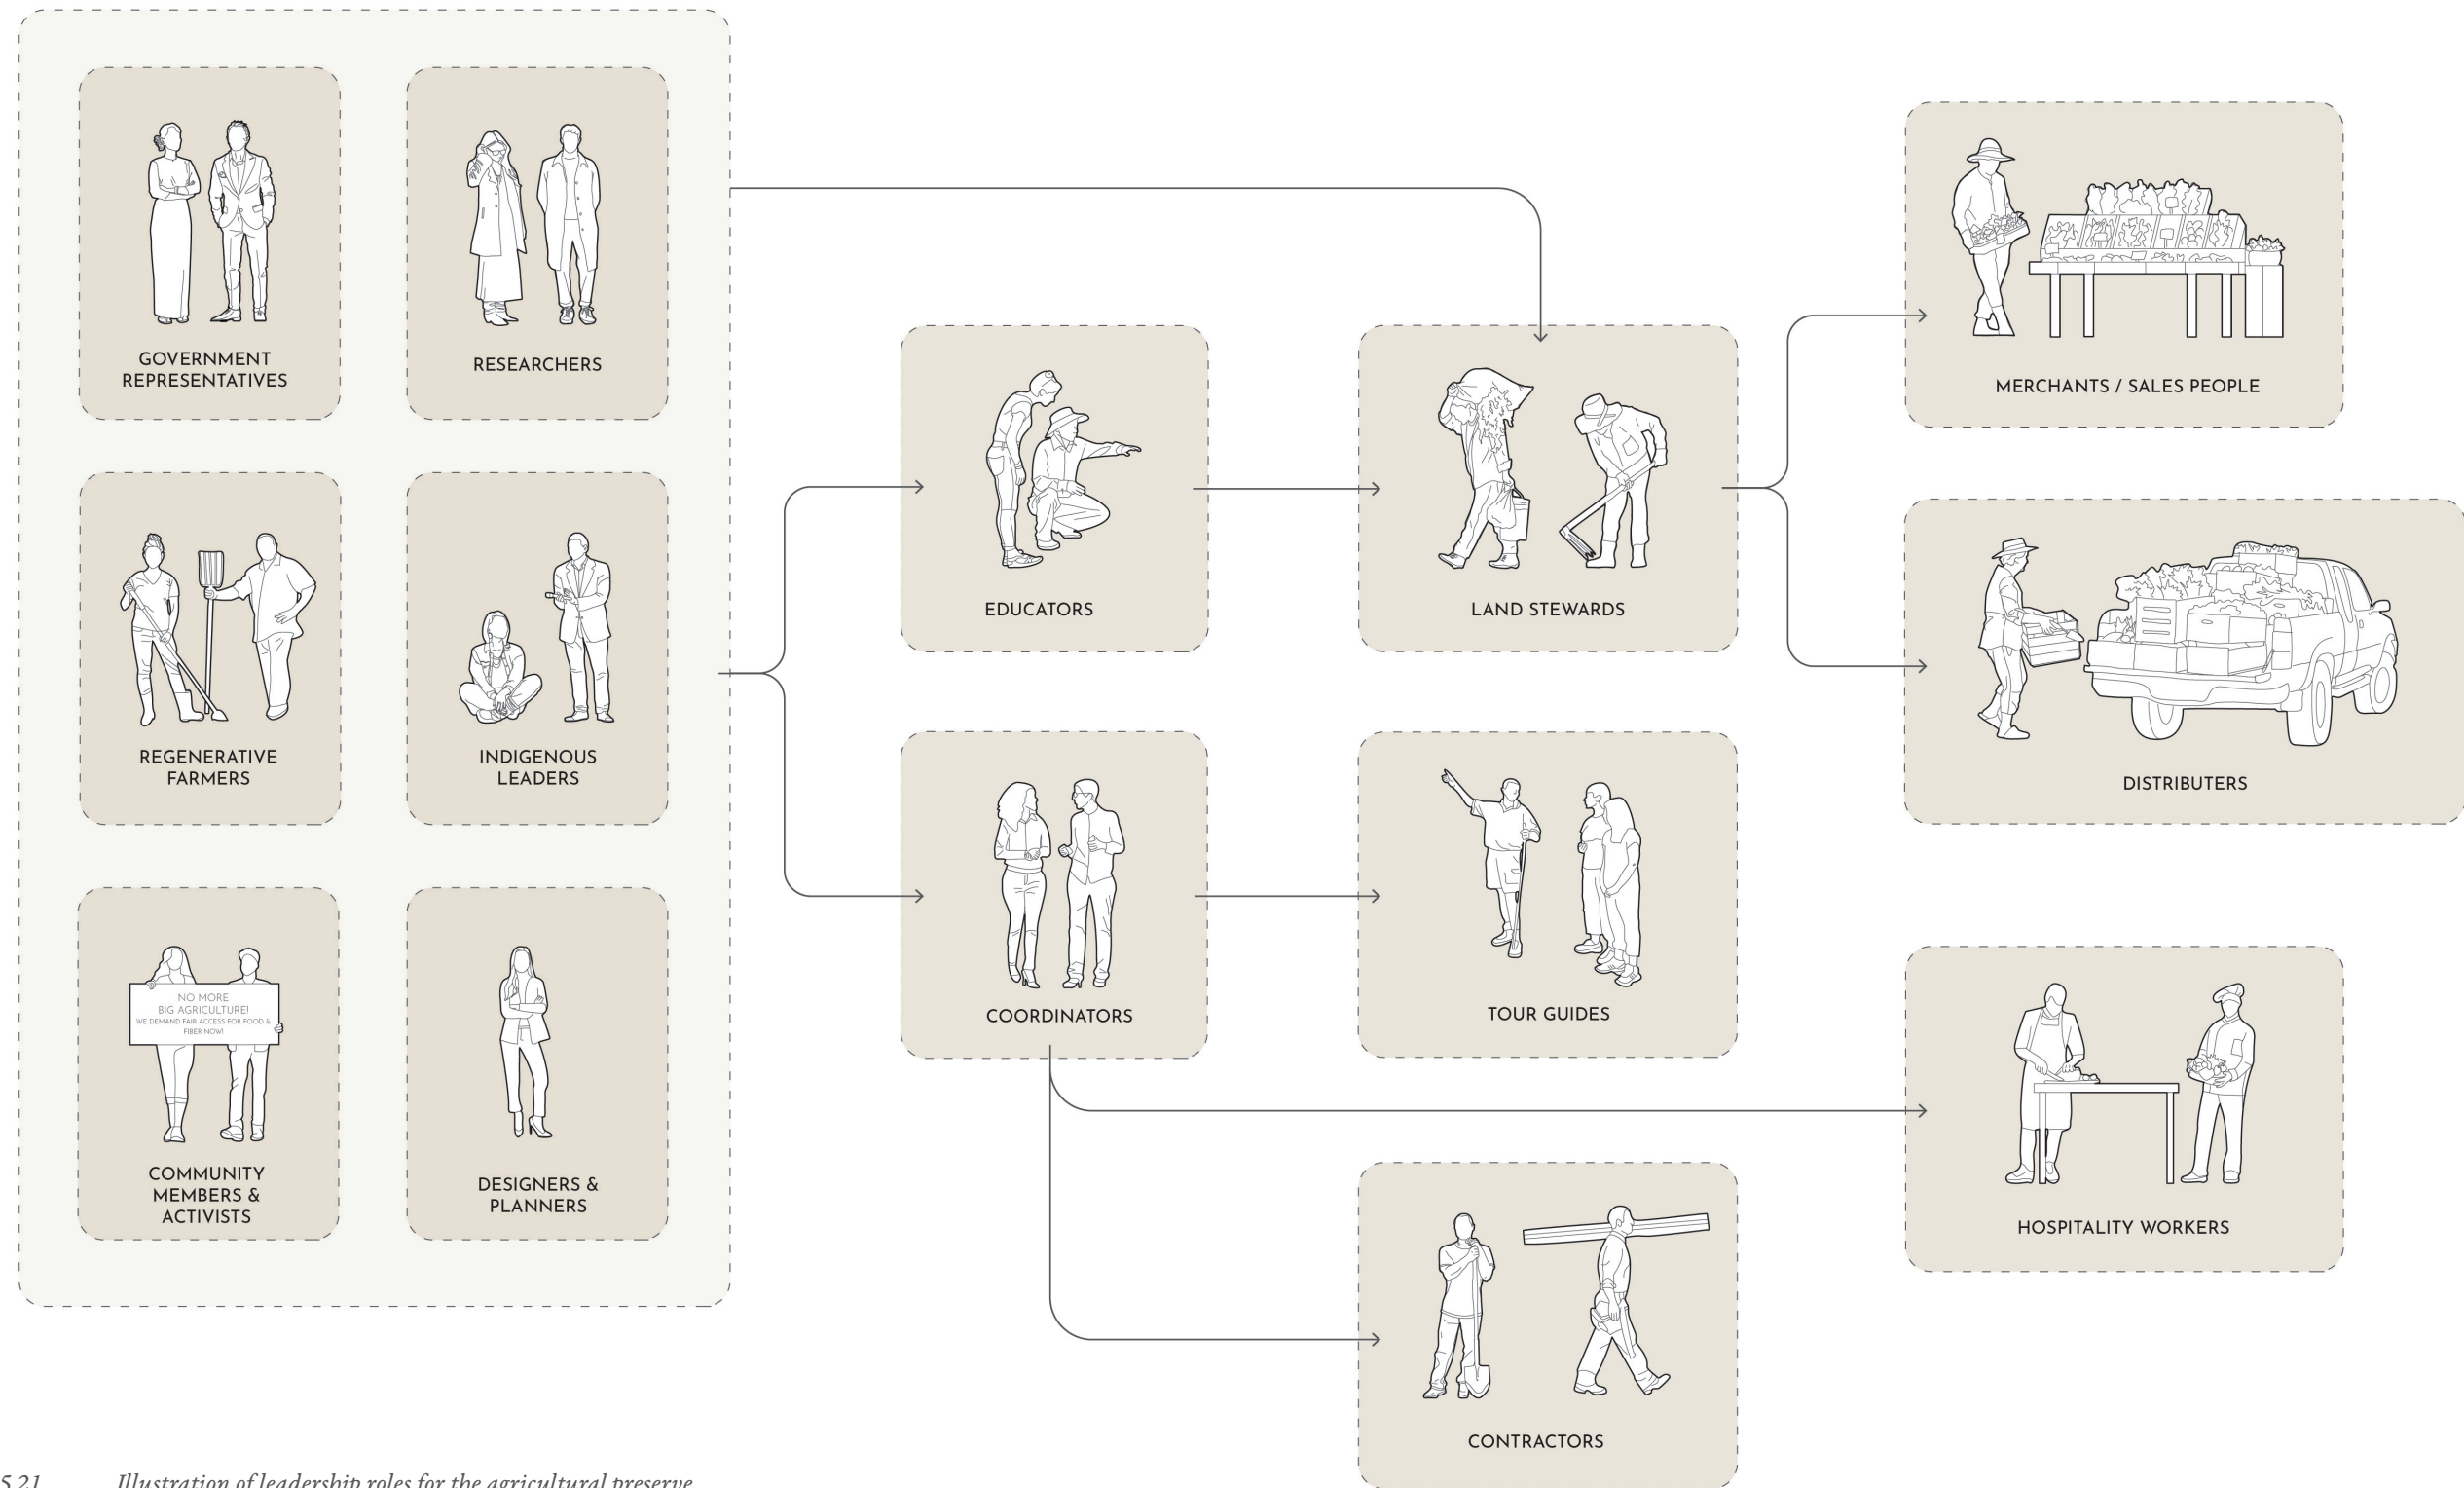 GOVERNMENT
REPRESENTATIVES
RESEARCHERS
REGENERATIVE
FARMERS
INDIGENOUS
LEADERS
NO MORE
BIG AGRICULTURE!
WE DEMAND FAIR ACCESS FOR FOOD &
FIBER NOW!
COMMUNITY
MEMBERS &
ACTIVISTS
DESIGNERS &
PLANNERS
EDUCATORS
LAND STEWARDS
MERCHANTS / SALES PEOPLE
DISTRIBUTERS
COORDINATORS
TOUR GUIDES
HOSPITALITY WORKERS
CONTRACTORS
5.21 Illustration of leadership roles for the agricultural preserve